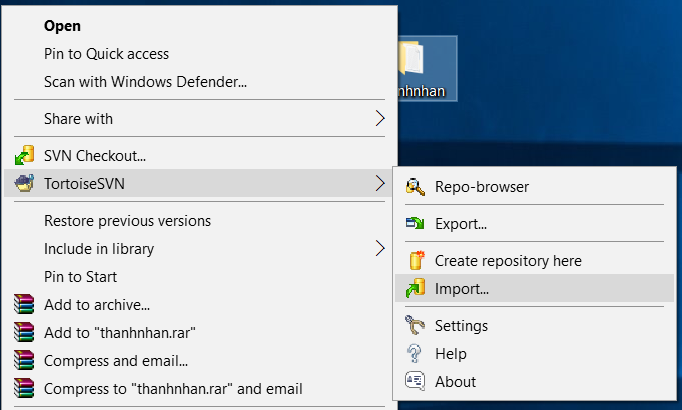 Open
Pin to Quick access
Scan with Windows Defender...
Share with
SVN Checkout...
TortoiseSVN
Restore previous versions
Include in library
Pin to Start
Add to archive...
Add to "thanhnhan.rar"
Compress and email...
Compress to "thanhnhan.rar" and email
nhnhan
Repo-browser
Export...
Create repository here
Import...
Settings
Help
About